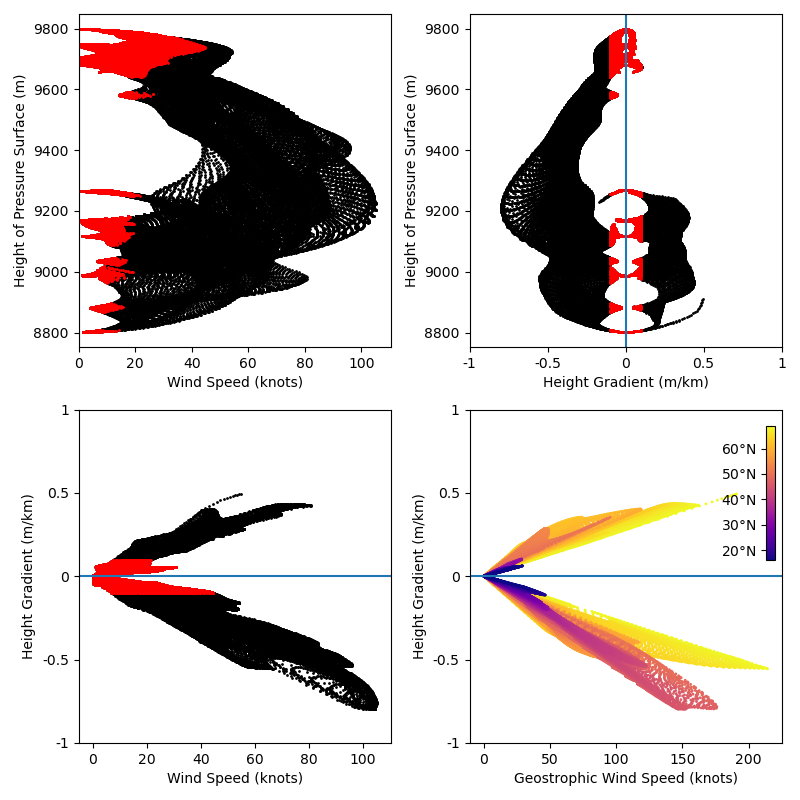 9800
9600
9400
9200
9000
8800
Height of Pressure Surface (m)
0 20 40 60 80 100
Wind Speed (knots)
9800
9600
9400
9200
9000
8800
Height of Pressure Surface (m)
-1 -0.5 0 0.5 1
Height Gradient (m/km)
1
0.5
0
-0.5
-1
Height Gradient (m/km)
0 20 40 60 80 100
Wind Speed (knots)
1
0.5
0
-0.5
-1
Height Gradient (m/km)
60°N
50°N
40°N
30°N
20°N
0 50 100 150 200
Geostrophic Wind Speed (knots)